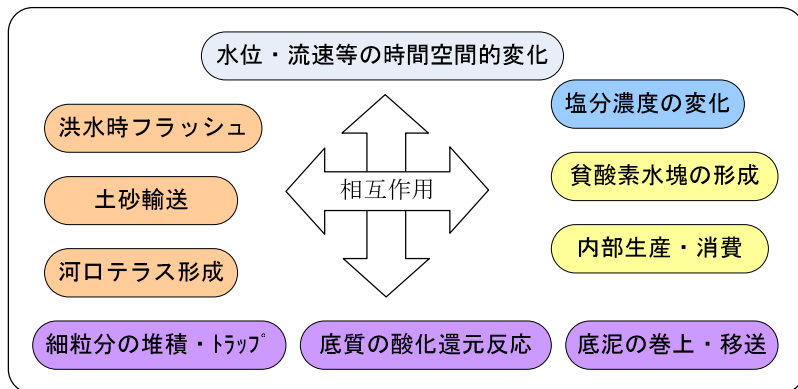 水位・流速等の時間空間的変化
塩分濃度の変化
洪水時フラッシュ
貧酸素水塊の形成
相互作用
土砂輸送
内部生産・消費
河口テラス形成
細粒分の堆積・ﾄﾗｯﾌﾟ
底質の酸化還元反応
底泥の巻上・移送